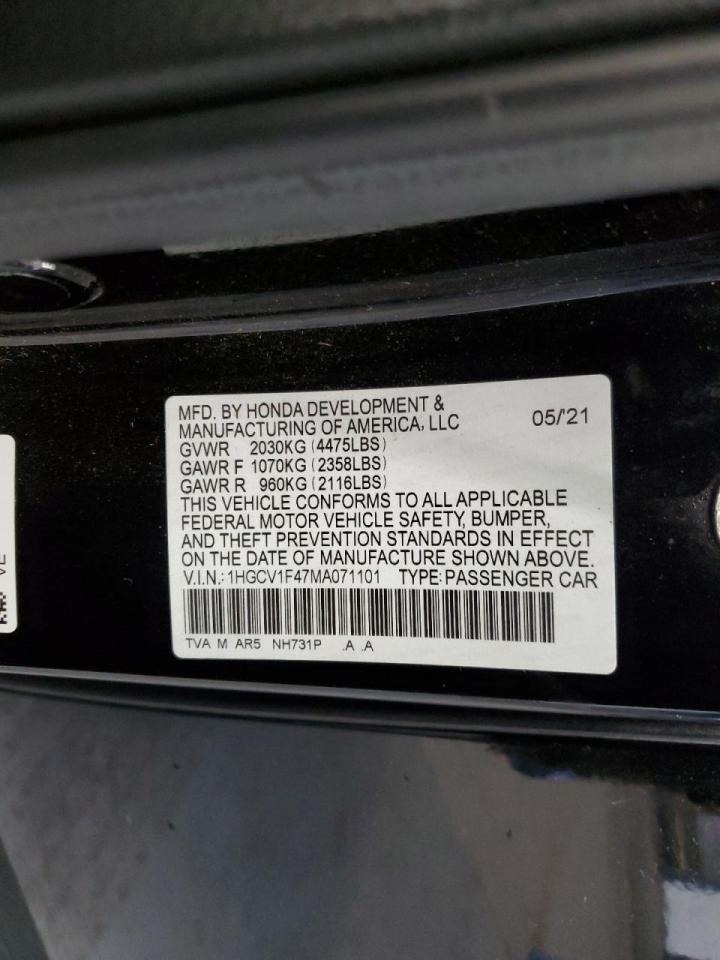 MFD. BY HONDA DEVELOPMENT &
MANUFACTURING OF AMERICA, LLC 05/'21
GVWR 2030KG (4475LBS)
GAWR F 1070KG (2358LBS)
GAWR R 960KG (2116LBS)
THIS VEHICLE CONFORMS TO ALL APPLICABLE
FEDERAL MOTOR VEHICLE SAFETY, BUMPER,
AND THEFT PREVENTION STANDARDS IN EFFECT
ON THE DATE OF MANUFACTURE SHOWN ABOVE.
V.I.N.: 1HGCV1F47MA071101 TYPE: PASSENGER CAR
TVA M AR5 NH731P .A .A
VE